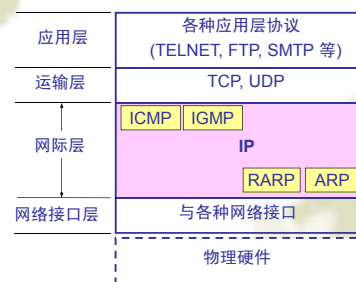 应用层
各种应用层协议
(TELNET, FTP, SMTP 等)
运输层
TCP, UDP
ICMP IGMP
网际层
IP
RARP ARP
网络接口层
与各种网络接口
物理硬件